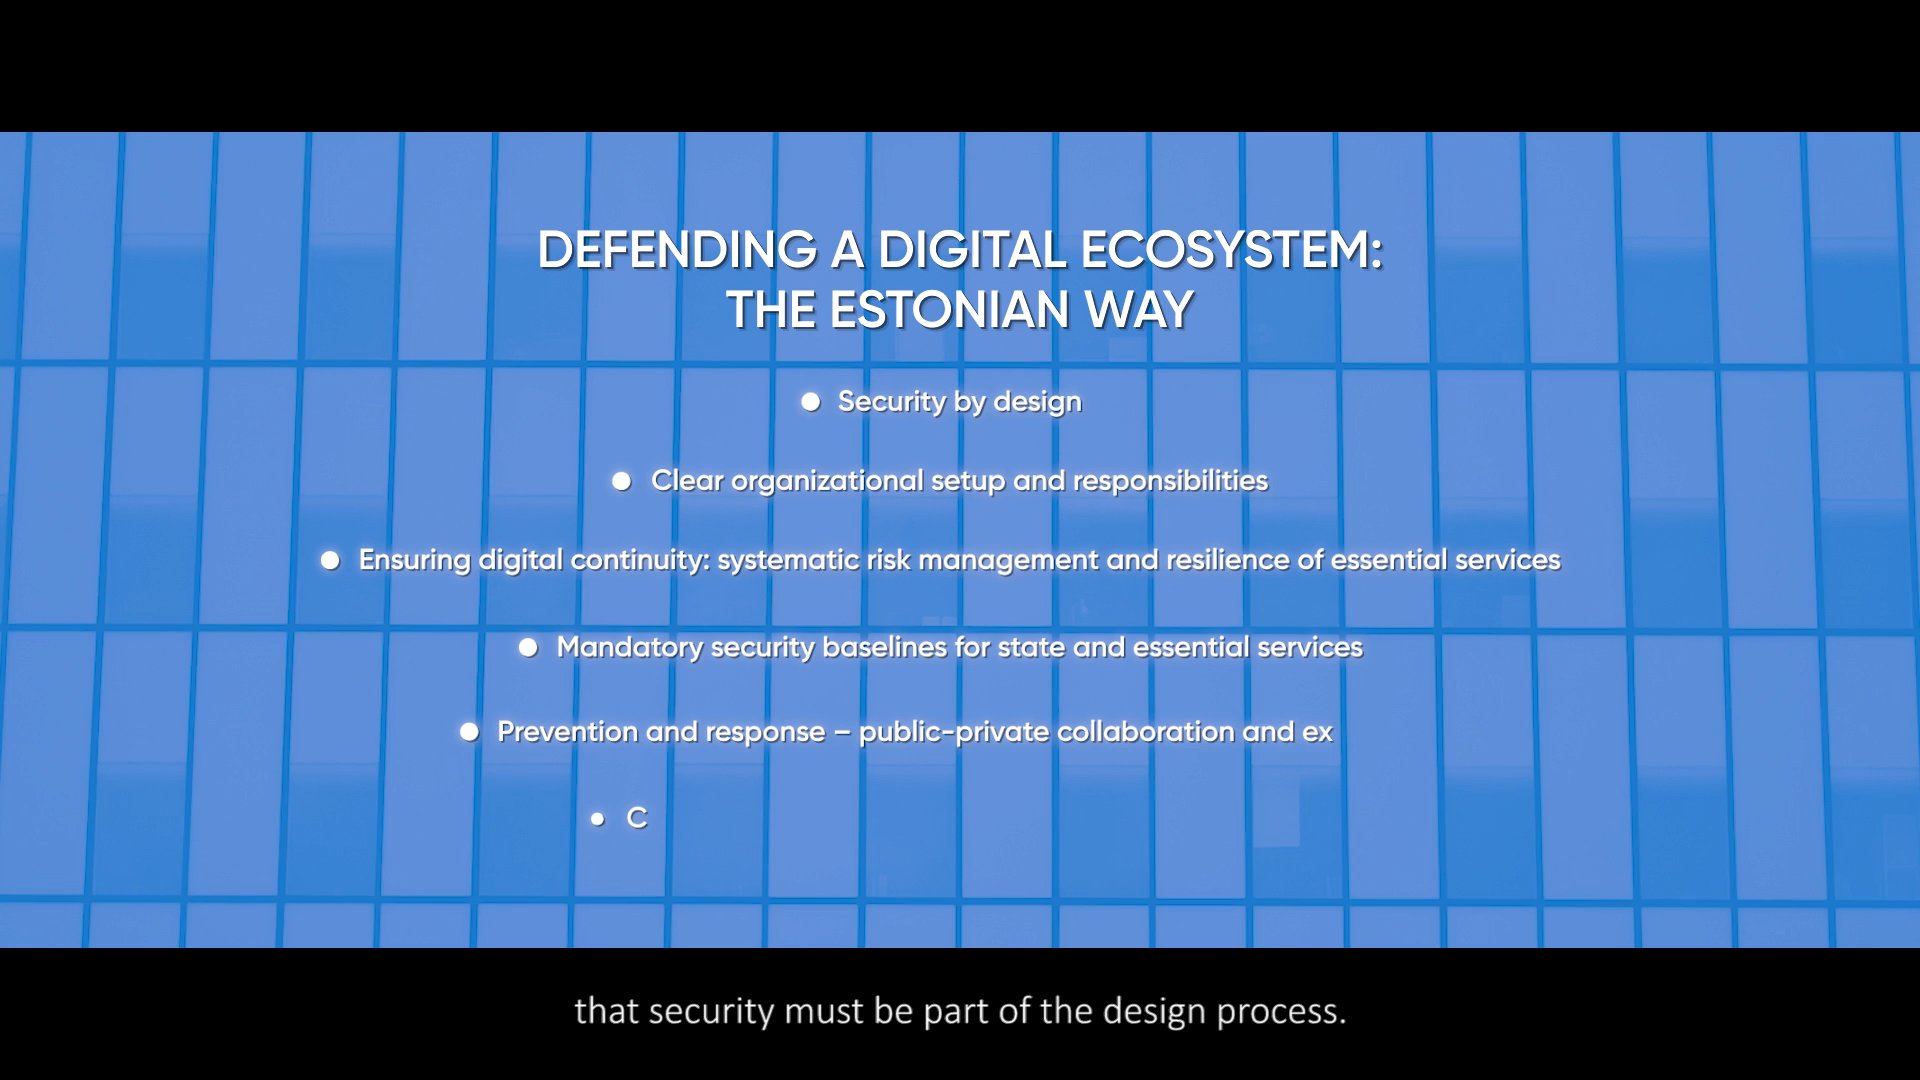 DEFENDING A DIGITAL ECOSYSTEM:
THE ESTONIAN WAY
● Security by design
● Clear organizational setup and responsibilities
● Ensuring digital continuity: systematic risk management and resilience of essential services
● Mandatory security baselines for state and essential services
● Prevention and response – public-private collaboration and ex
● C
that security must be part of the design process.